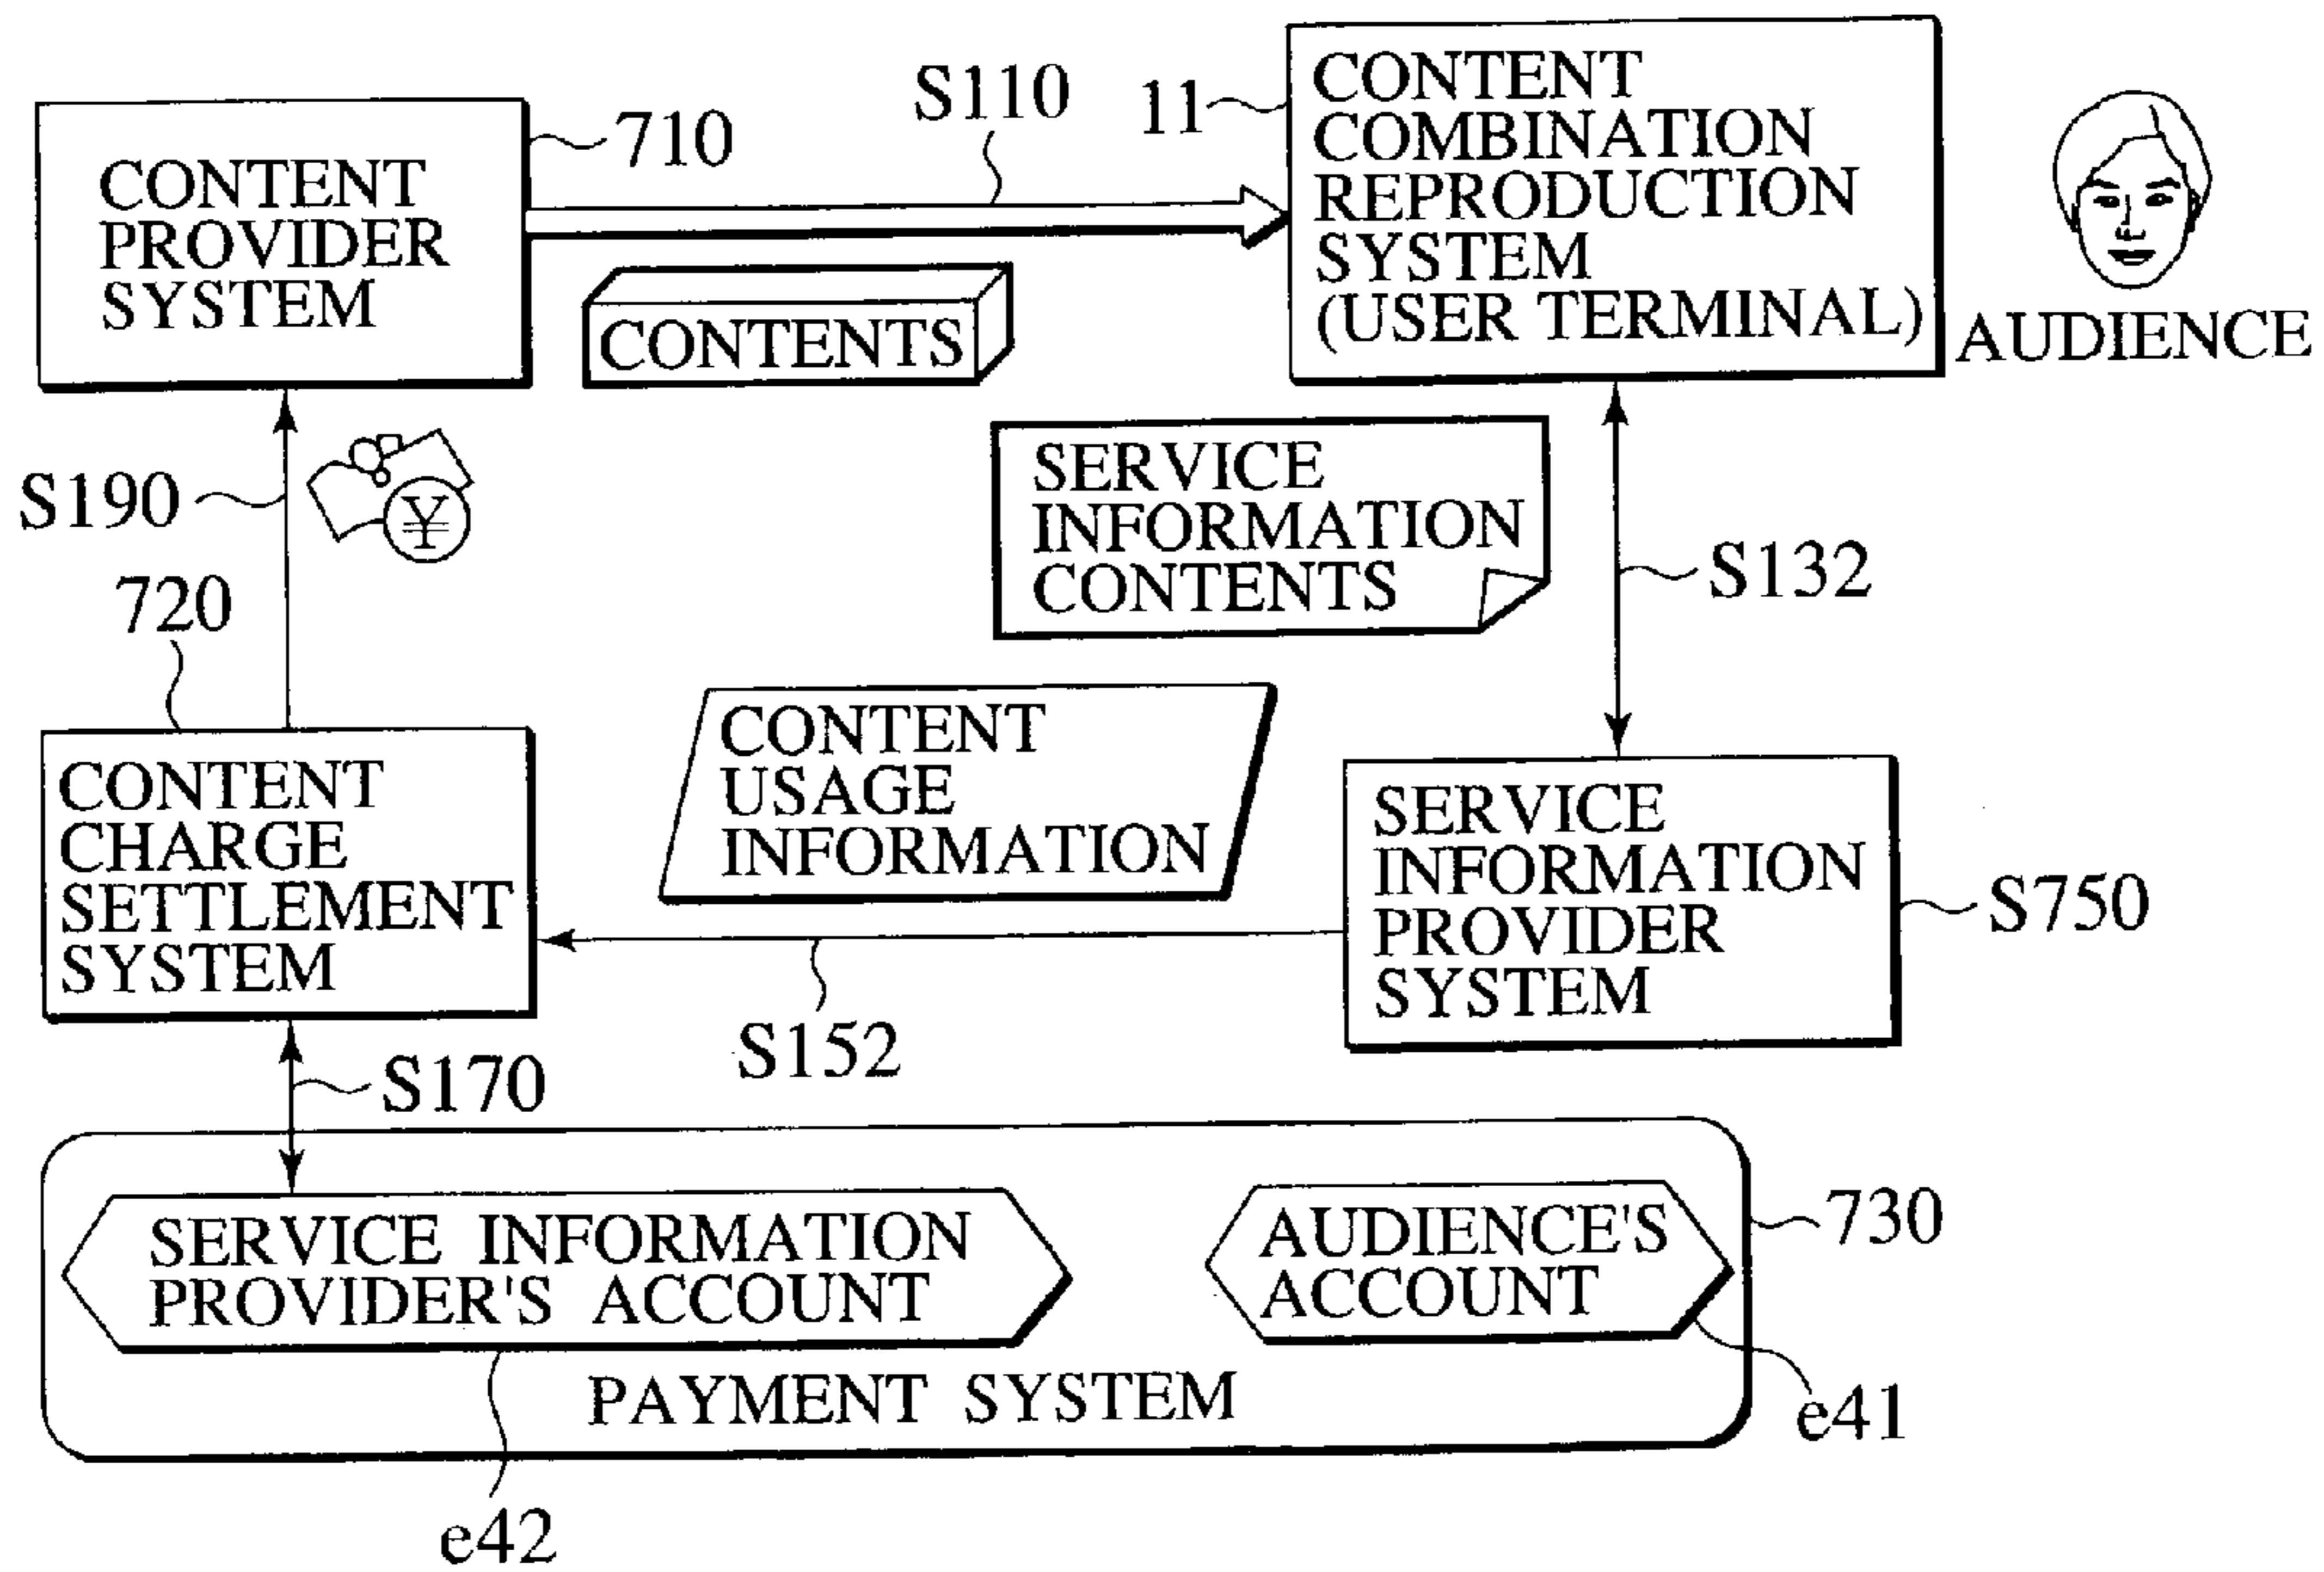 CONTENT
PROVIDER
SYSTEM
710
S110
11
CONTENT
COMBINATION
REPRODUCTION
SYSTEM
(USER TERMINAL)
AUDIENCE
CONTENTS
S190
¥
SERVICE
INFORMATION
CONTENTS
S132
720
CONTENT
CHARGE
SETTLEMENT
SYSTEM
CONTENT
USAGE
INFORMATION
SERVICE
INFORMATION
PROVIDER
SYSTEM
S750
S152
S170
SERVICE INFORMATION
PROVIDER'S ACCOUNT
AUDIENCE'S
ACCOUNT
730
PAYMENT SYSTEM
e41
e42